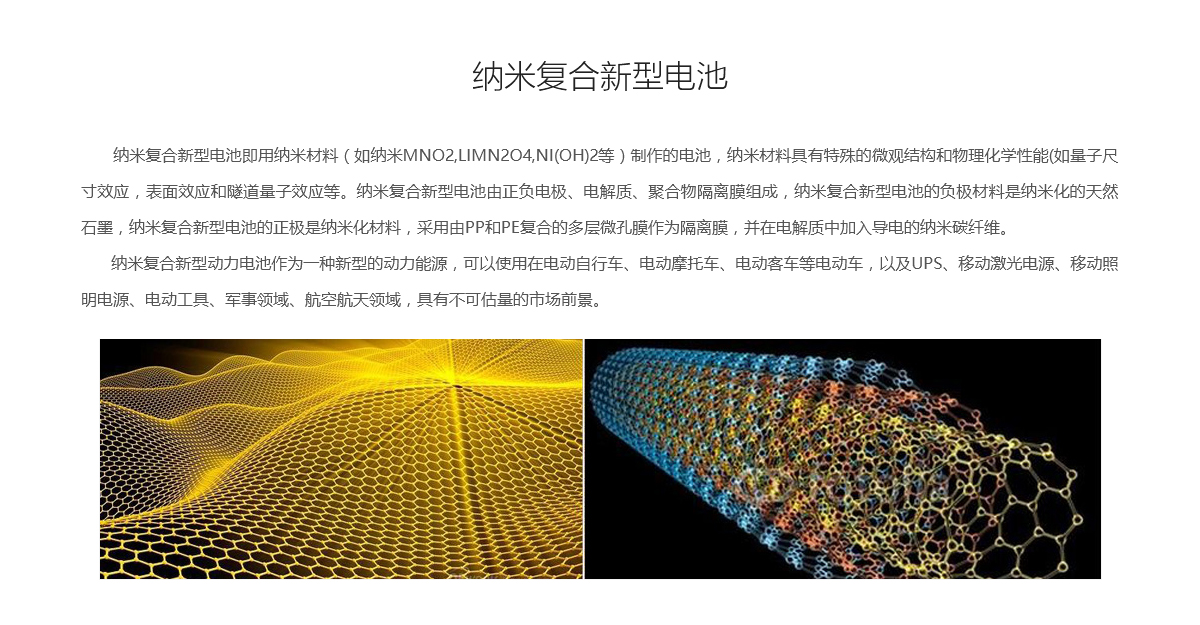 纳米复合新型电池
纳米复合新型电池即用纳米材料（如纳米MNO2,LIMN2O4,NI(OH)2等）制作的电池，纳米材料具有特殊的微观结构和物理化学性能(如量子尺
寸效应，表面效应和隧道量子效应等。纳米复合新型电池由正负电极、电解质、聚合物隔离膜组成，纳米复合新型电池的负极材料是纳米化的天然
石墨，纳米复合新型电池的正极是纳米化材料，采用由PP和PE复合的多层微孔膜作为隔离膜，并在电解质中加入导电的纳米碳纤维。
纳米复合新型动力电池作为一种新型的动力能源，可以使用在电动自行车、电动摩托车、电动客车等电动车，以及UPS、移动激光电源、移动照
明电源、电动工具、军事领域、航空航天领域，具有不可估量的市场前景。